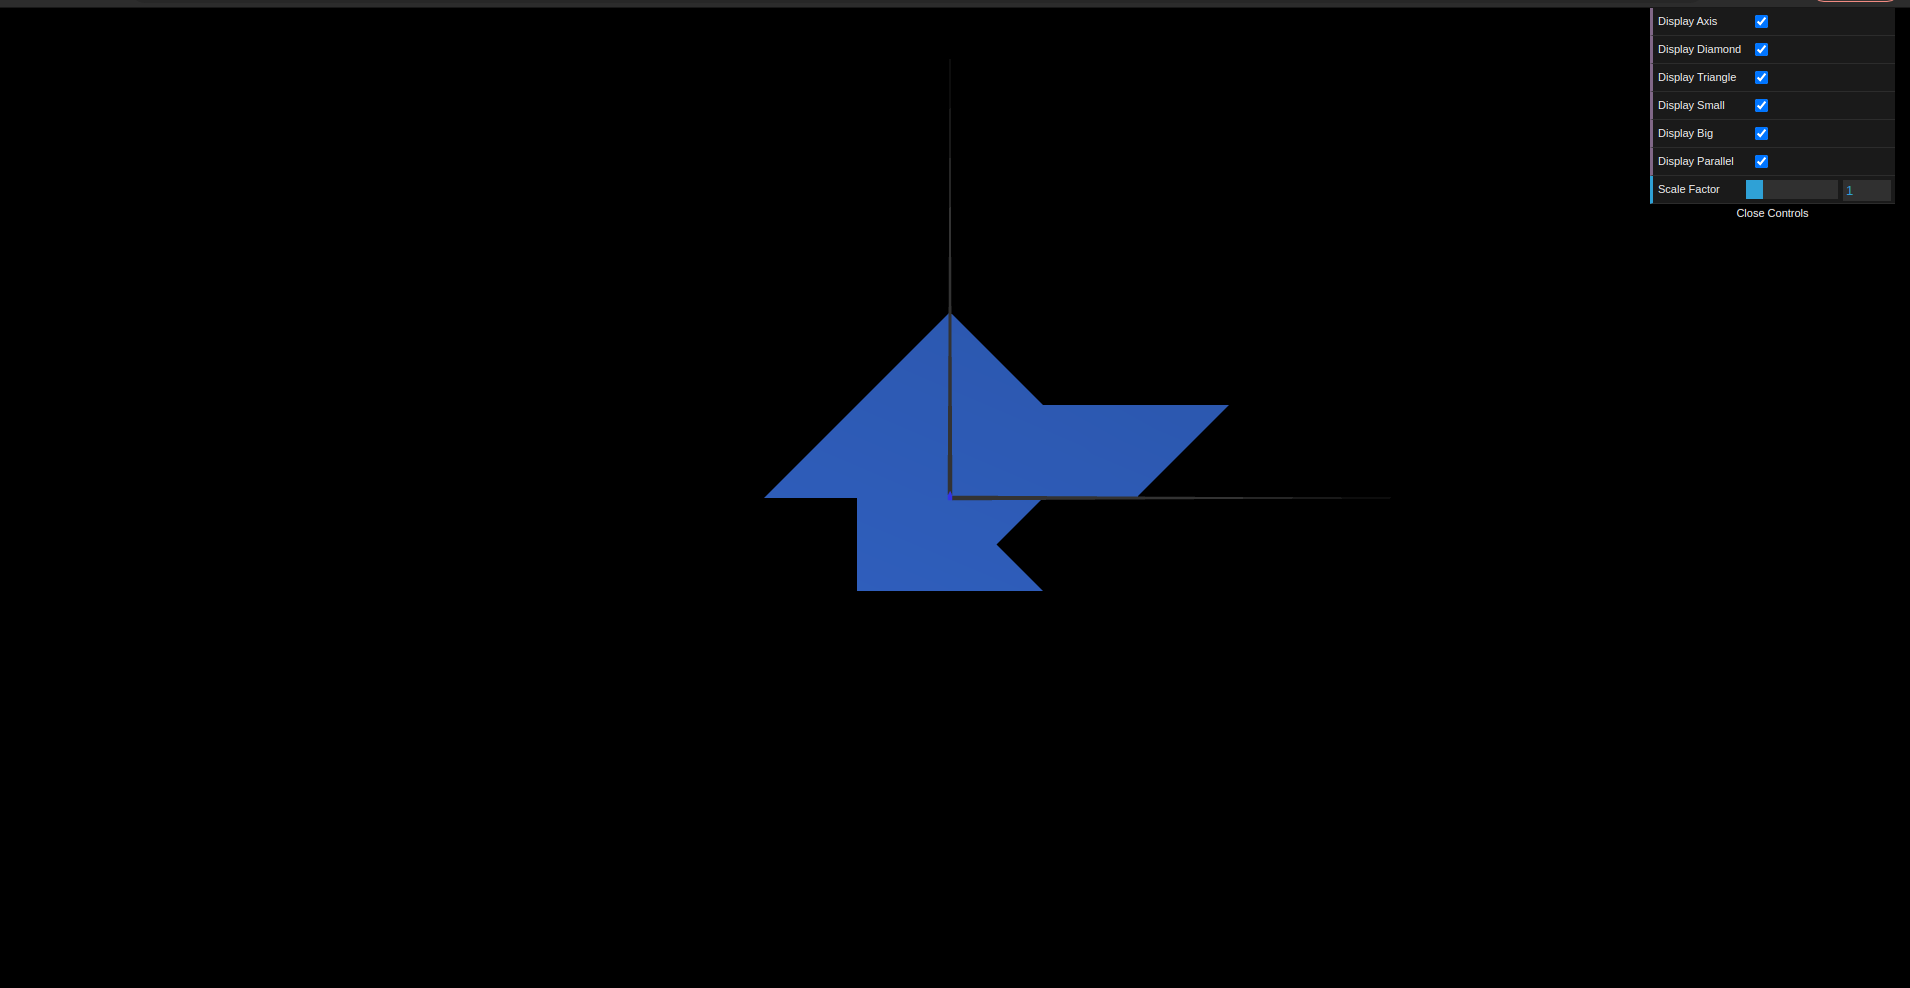 Display Axis
Display Diamond
Display Triangle
Display Small
Display Big
Display Parallel
Scale Factor 1
Close Controls